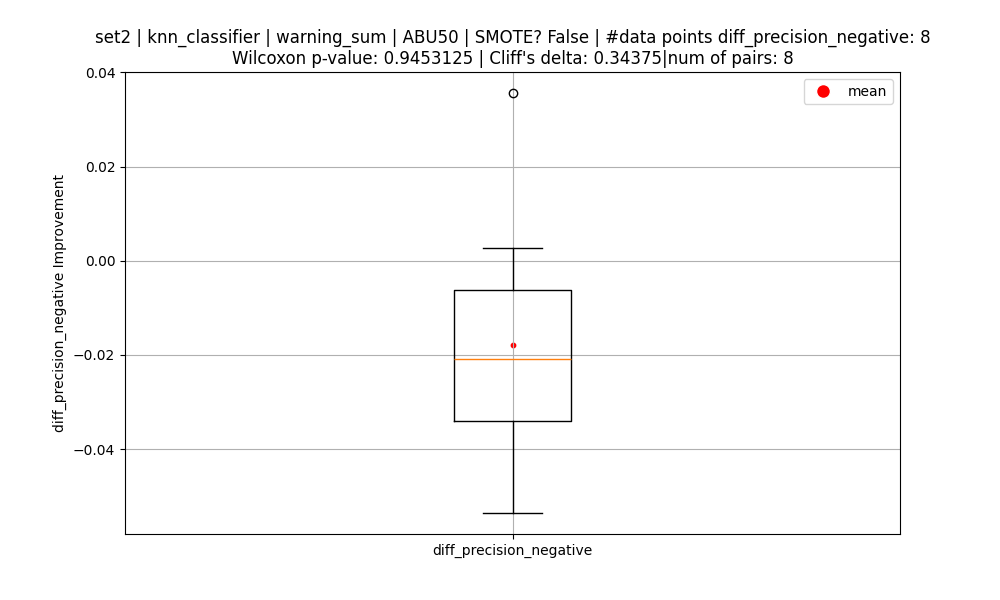 set2 | knn_classifier | warning_sum | ABU50 | SMOTE? False | #data points diff_precision_negative: 8
Wilcoxon p-value: 0.9453125 | Cliff's delta: 0.34375|num of pairs: 8
0.04
mean
0.02
0.00
−0.02
−0.04
diff_precision_negative Improvement
diff_precision_negative